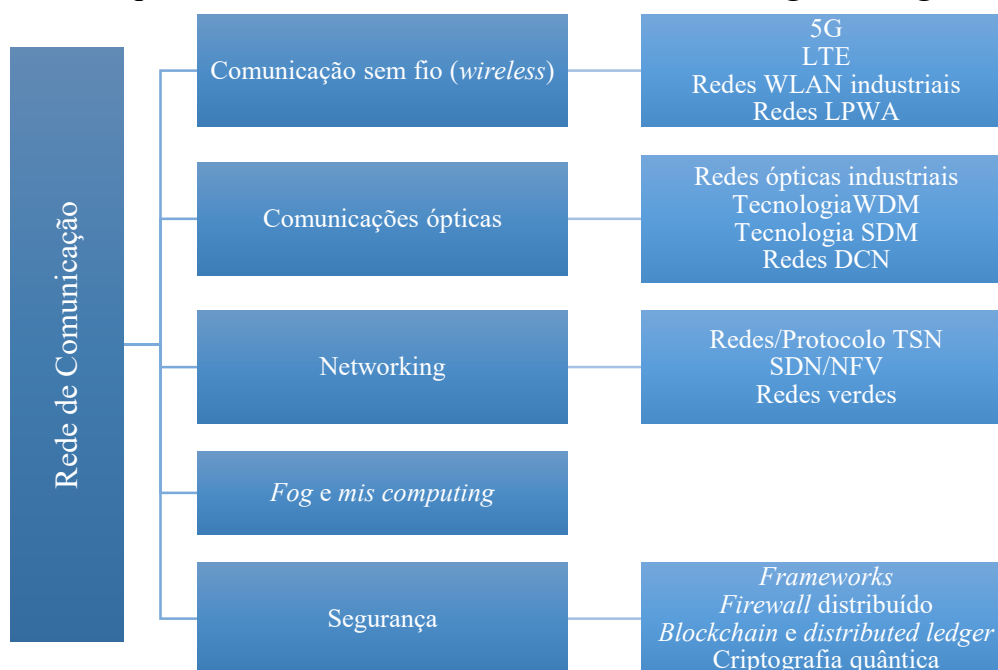 Rede de Comunicação
Comunicação sem fio (wireless)
5G
LTE
Redes WLAN industriais
Redes LPWA
Comunicações ópticas
Redes ópticas industriais
TecnologiaWDM
Tecnologia SDM
Redes DCN
Networking
Redes/Protocolo TSN
SDN/NFV
Redes verdes
Fog e mis computing
Segurança
Frameworks
Firewall distribuído
Blockchain e distributed ledger
Criptografia quântica